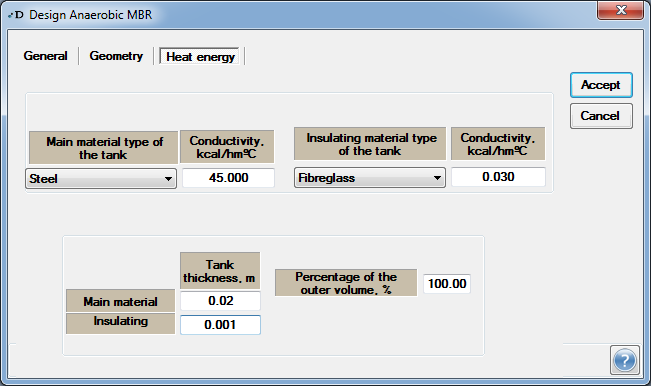 D Design Anaerobic MBR
General Geometry Heat energy
Accept
Cancel
Main material type of
the tank
Conductivity,
kcal/hmºC
Insulating material type
of the tank
Conductivity,
kcal/hmºC
Steel 45.000 Fibreglass 0.030
Tank
thickness, m
Percentage of the
outer volume, %
100.00
Main material 0.02
Insulating 0.001
?